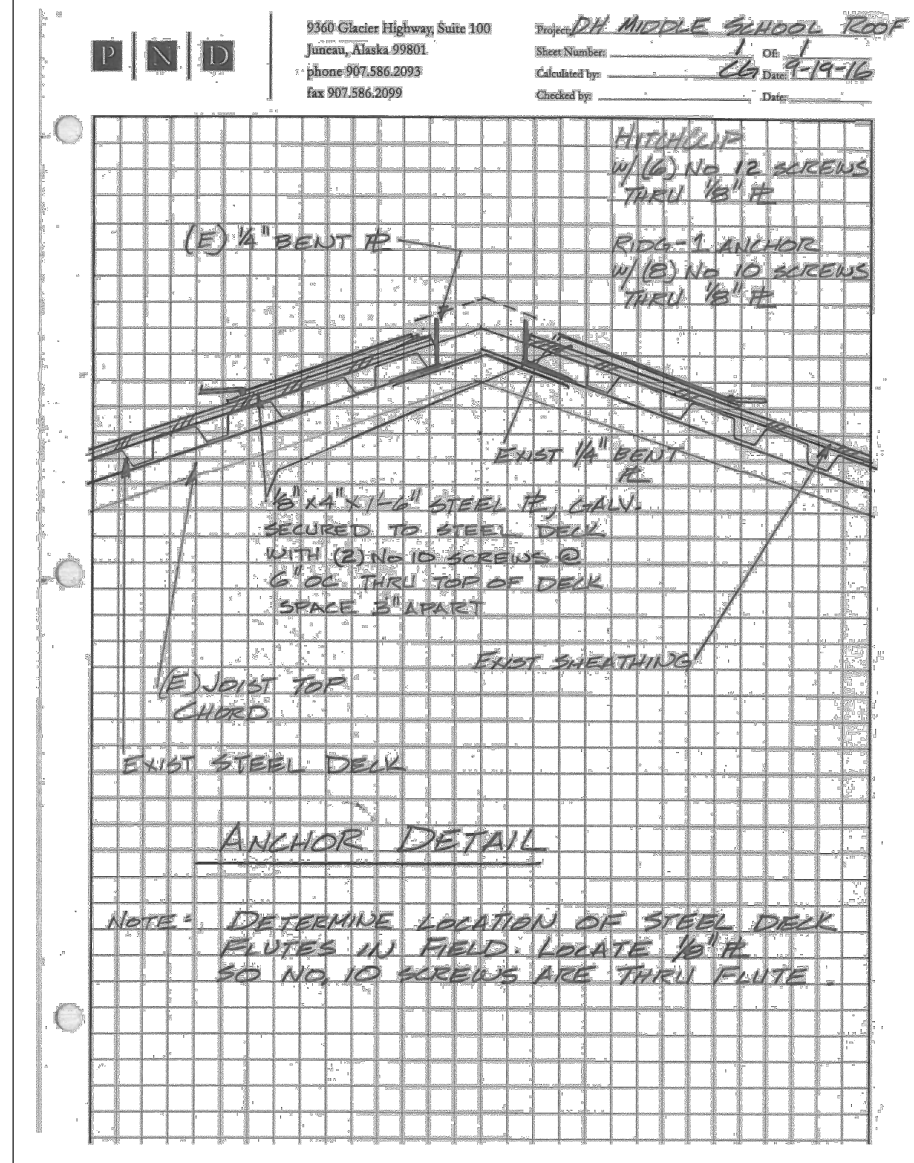 P N D
9360 Glacier Highway, Suite 100
Juneau, Alaska 99801
phone 907.586.2093
fax 907.586.2099
Project: DH MIDDLE SCHOOL ROOF
Sheet Number: 1 Of: 1
Calculated by: CG Date: 9-19-16
Checked by: Date:
HITCHCLIP
W/ (6) NO 12 SCREWS
THRU 1/8" PL
(E) 1/4" BENT PL
RIDG-1 ANCHOR
W/ (8) NO 10 SCREWS
THRU 1/8" PL
EXIST 1/4" BENT
PL
1/8" X 4" X 1'-6" STEEL PL, GALV.
SECURED TO STEEL DECK
WITH (2) NO 10 SCREWS @
6" OC THRU TOP OF DECK
SPACE 3" APART
EXIST SHEATHING
(E) JOIST TOP
CHORD
EXIST STEEL DECK
ANCHOR DETAIL
NOTE: DETERMINE LOCATION OF STEEL DECK
FLUTES IN FIELD. LOCATE 1/8" PL
SO NO. 10 SCREWS ARE THRU FLUTE.